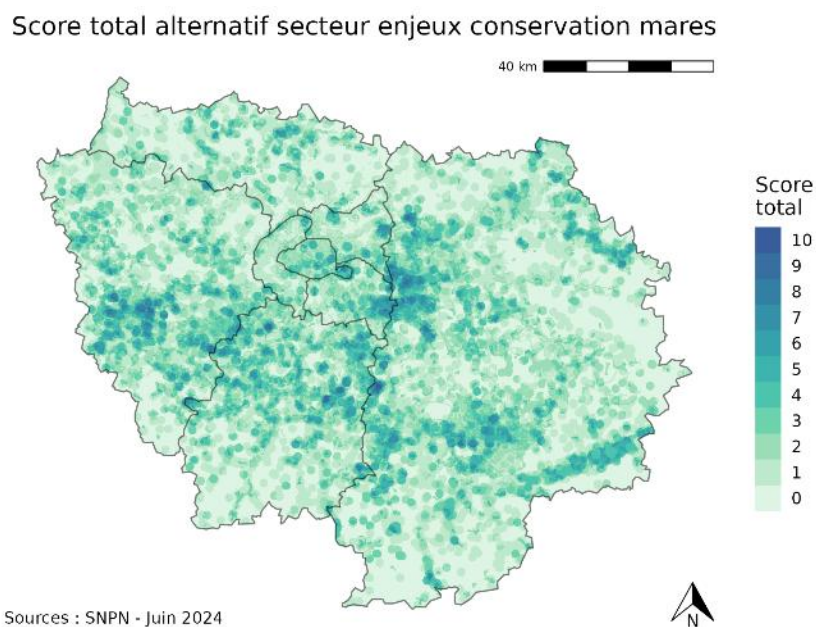 Score total alternatif secteur enjeux conservation mares
40 km
Score
total
10
9
8
7
6
5
4
3
2
1
0
N
Sources : SNPN - Juin 2024